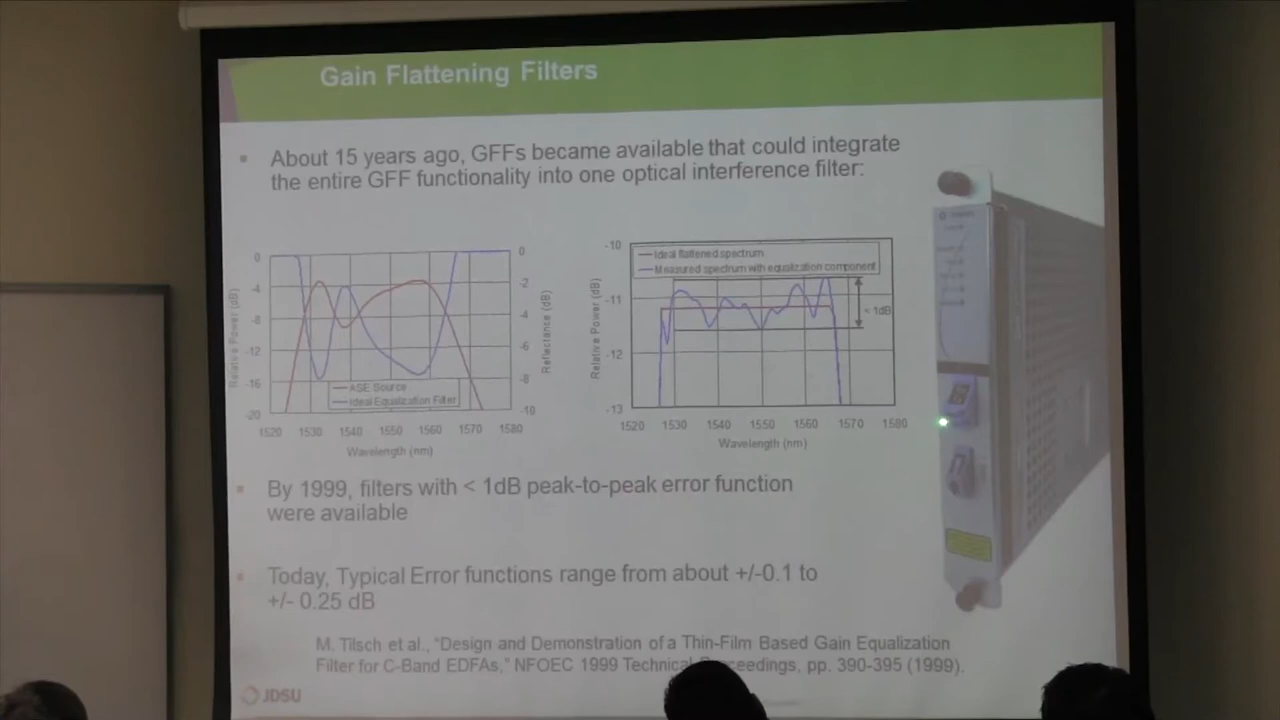 Gain Flattening Filters
About 15 years ago, GFFs became available that could integrate
the entire GFF functionality into one optical interference filter:
0
-4
-8
-12
-16
-20
Relative Power (dB)
0
-2
-4
-6
-8
-10
Reflectance (dB)
ASE Source
Ideal Equalization Filter
1520 1530 1540 1550 1560 1570 1580
Wavelength (nm)
-10
-11
-12
-13
Relative Power (dB)
Ideal flattened spectrum
Measured spectrum with equalization component
< 1dB
1520 1530 1540 1550 1560 1570 1580
Wavelength (nm)
By 1999, filters with < 1dB peak-to-peak error function
were available
Today, Typical Error functions range from about +/-0.1 to
+/- 0.25 dB
M. Tilsch et al., "Design and Demonstration of a Thin-Film Based Gain Equalization
Filter for C-Band EDFAs," NFOEC 1999 Technical ceedings, pp. 390-395 (1999).
JDSU